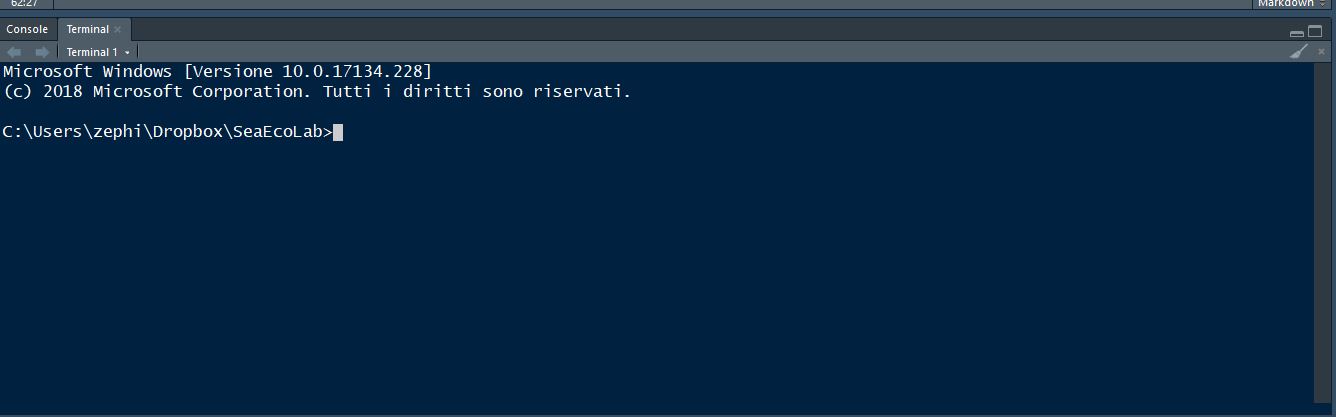 62:27
Markdown
Console
Terminal
Terminal 1
Microsoft Windows [Versione 10.0.17134.228]
(c) 2018 Microsoft Corporation. Tutti i diritti sono riservati.
C:\Users\zephi\Dropbox\SeaEcoLab>